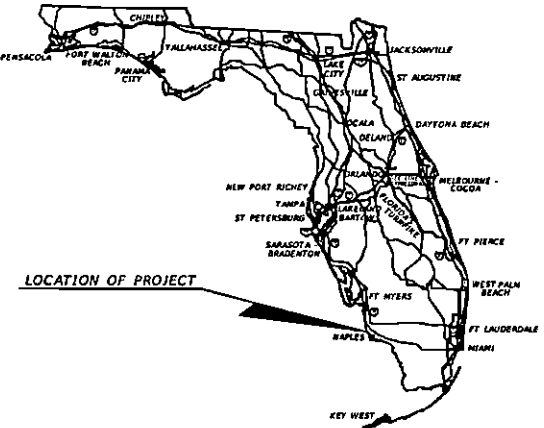 CHIPLEY
PENSACOLA
FORT WALTON
BEACH
PANAMA
CITY
TALLAHASSEE
LAKE
CITY
JACKSONVILLE
ST AUGUSTINE
GAINESVILLE
OCALA
DELAND
DAYTONA BEACH
ORLANDO
MELBOURNE -
COCOA
NEW PORT RICHEY
TAMPA
ST PETERSBURG
LAKELAND
BARTOW
FLORIDA'S
TURNPIKE
SARASOTA -
BRADENTON
FT PIERCE
LOCATION OF PROJECT
FT MYERS
WEST PALM
BEACH
NAPLES
FT LAUDERDALE
MIAMI
KEY WEST